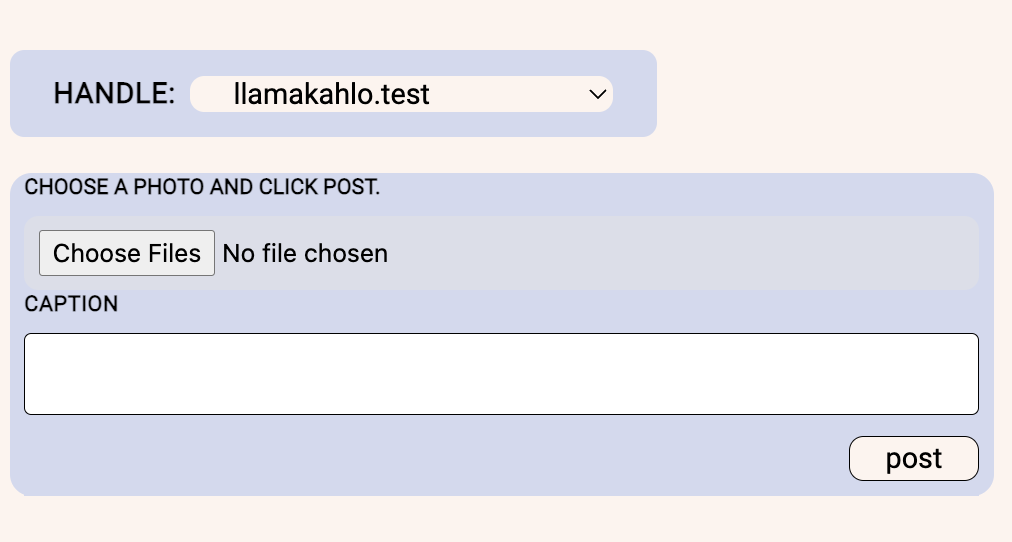 HANDLE: llamakahlo.test
CHOOSE A PHOTO AND CLICK POST.
Choose Files No file chosen
CAPTION
post